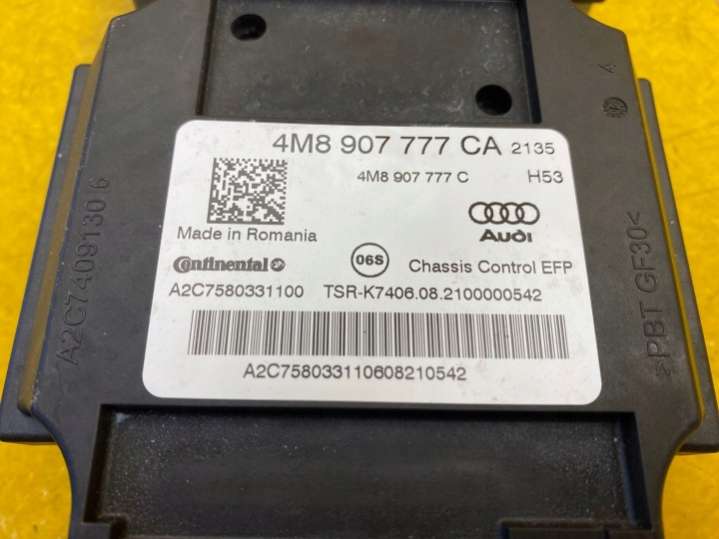 4M8 907 777 CA 2135
4M8 907 777 C H53
Made in Romania
Audi
Continental
06S
Chassis Control EFP
A2C7580331100 TSR-K7406.08.2100000542
A2C758033110608210542
A2C740913016
>PBT GF30<
A